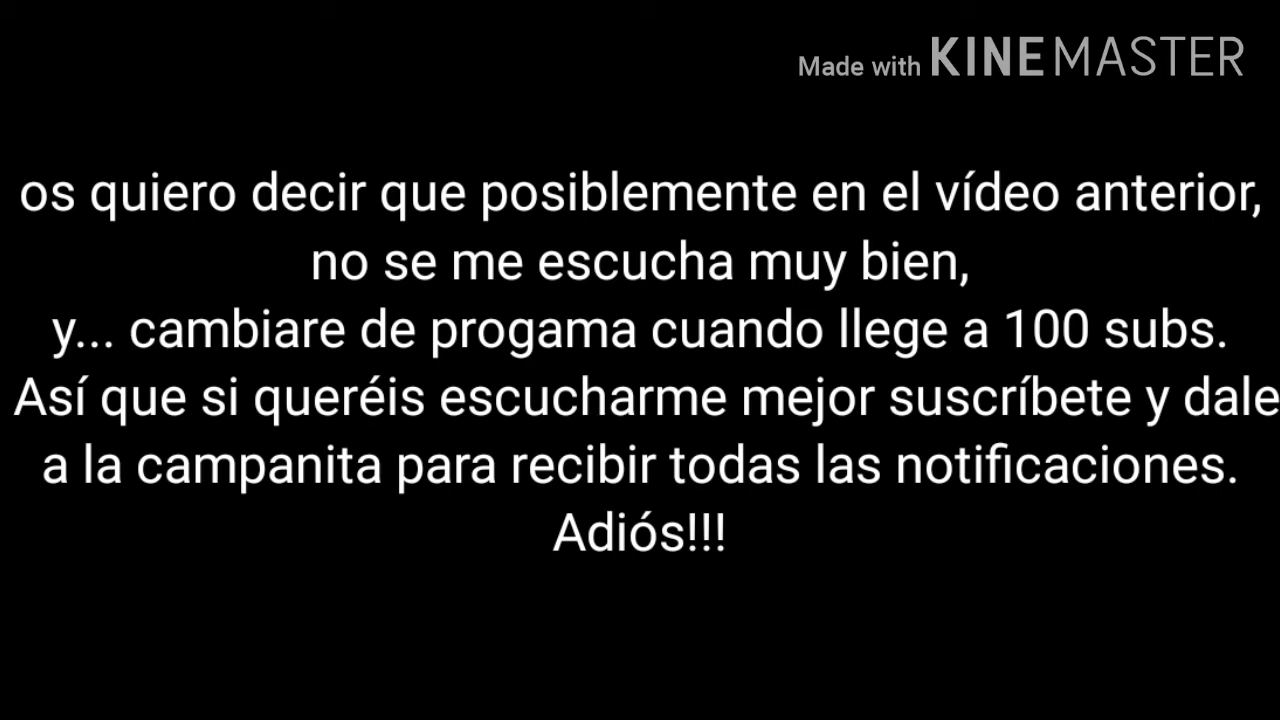 Made with KINEMASTER
os quiero decir que posiblemente en el vídeo anterior,
no se me escucha muy bien,
y... cambiare de progama cuando llege a 100 subs.
Así que si queréis escucharme mejor suscríbete y dale
a la campanita para recibir todas las notificaciones.
Adiós!!!